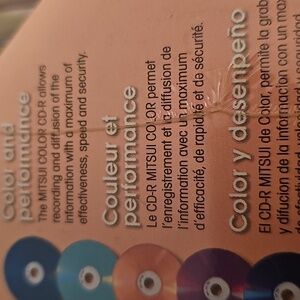 Color and
performance
The MITSUI COLOR CD-R allows
recording and diffusion of the
information with a maximum of
effectiveness, speed and security.
Couleur et
performance
Le CD-R MITSUI COLOR permet
l'enregistrement et la diffusion de
l'information avec un maximum
d'efficacité, de rapidité et de sécurité.
Color y desempeño
El CD-R MITSUI de Color, permite la grab
y difusion de la información con un